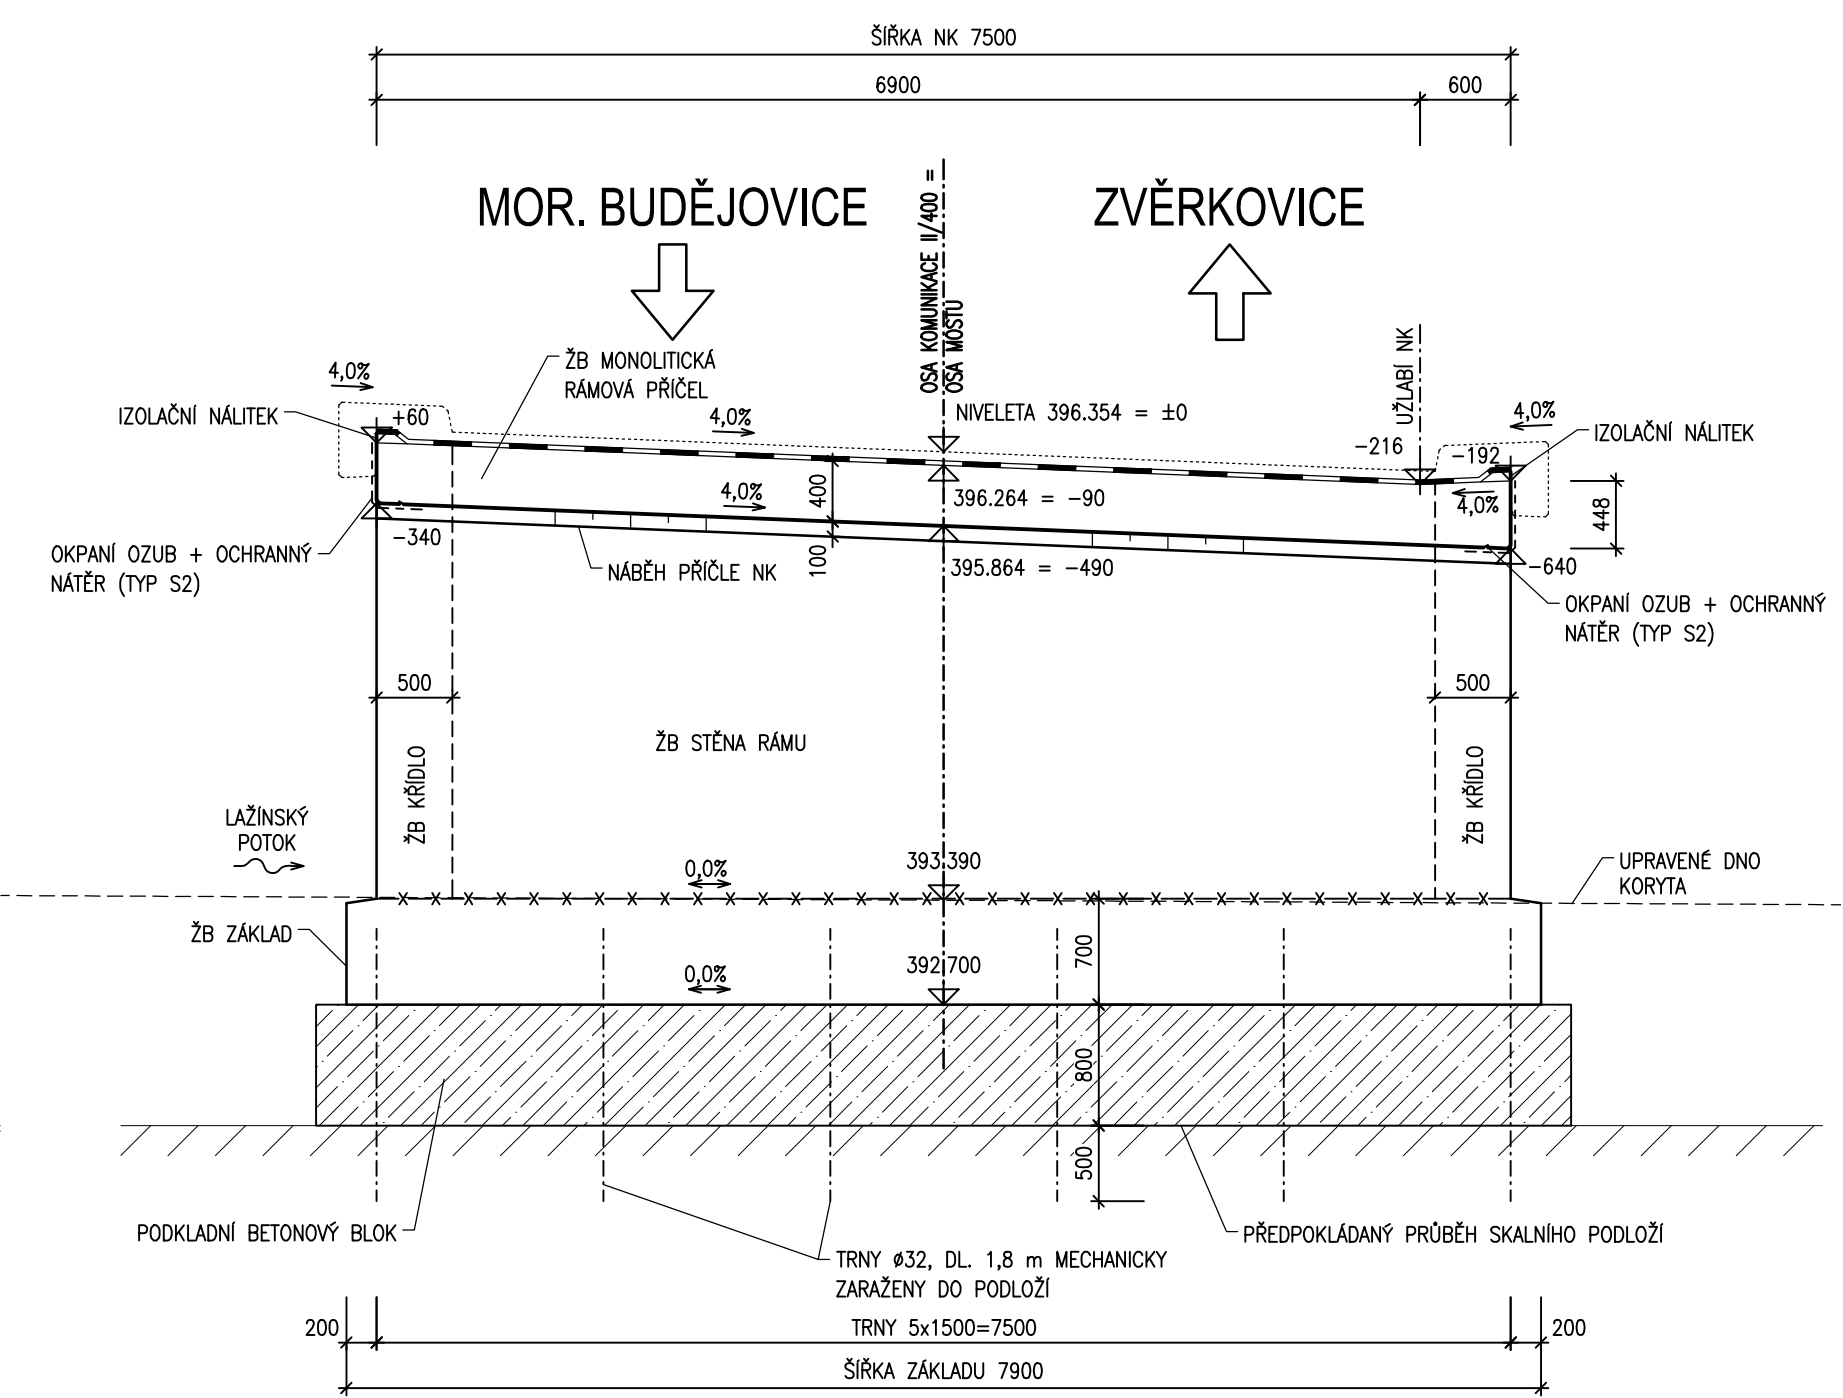 ŠÍŘKA NK 7500
6900
600
MOR. BUDĚJOVICE
ZVĚRKOVICE
OSA KOMUNIKACE II/400 =
OSA MOSTU
UŽLABÍ NK
ŽB MONOLITICKÁ
RÁMOVÁ PŘÍČEL
4,0%
IZOLAČNÍ NÁLITEK
+60
4,0%
NIVELETA 396.354 = ±0
4,0%
IZOLAČNÍ NÁLITEK
-216
-192
4,0%
400
396.264 = -90
4,0%
448
-340
OKPANÍ OZUB + OCHRANNÝ
NÁTĚR (TYP S2)
NÁBĚH PŘÍČLE NK
100
395.864 = -490
-640
OKPANÍ OZUB + OCHRANNÝ
NÁTĚR (TYP S2)
500
500
ŽB STĚNA RÁMU
ŽB KŘÍDLO
ŽB KŘÍDLO
LAŽÍNSKÝ
POTOK
0,0%
393.390
UPRAVENÉ DNO
KORYTA
ŽB ZÁKLAD
0,0%
392.700
700
800
500
PODKLADNÍ BETONOVÝ BLOK
TRNY ø32, DL. 1,8 m MECHANICKY
ZARAŽENY DO PODLOŽÍ
PŘEDPOKLÁDANÝ PRŮBĚH SKALNÍHO PODLOŽÍ
200
TRNY 5x1500=7500
200
ŠÍŘKA ZÁKLADU 7900